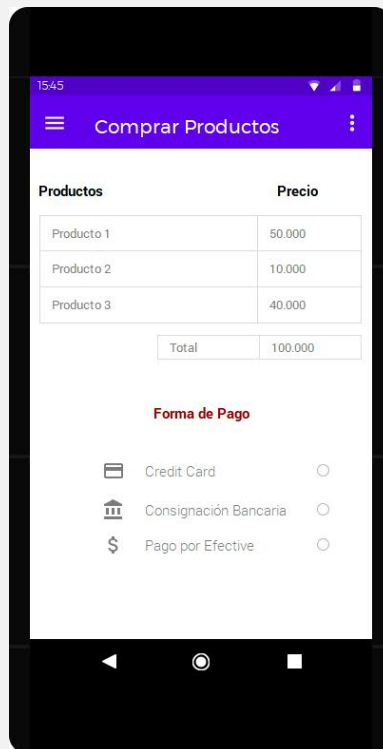 15:45
Comprar Productos
Productos Precio
Producto 1 50.000
Producto 2 10.000
Producto 3 40.000
Total 100.000
Forma de Pago
Credit Card
Consignación Bancaria
$ Pago por Efective